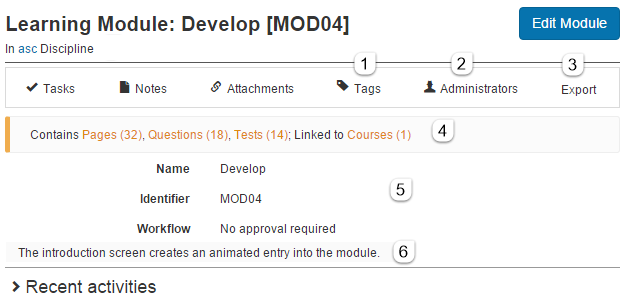 Learning Module: Develop [MOD04]
Edit Module
In asc Discipline
1 2 3
Tasks Notes Attachments Tags Administrators Export
Contains Pages (32), Questions (18), Tests (14); Linked to Courses (1) 4
Name Develop
Identifier MOD04 5
Workflow No approval required
The introduction screen creates an animated entry into the module. 6
Recent activities